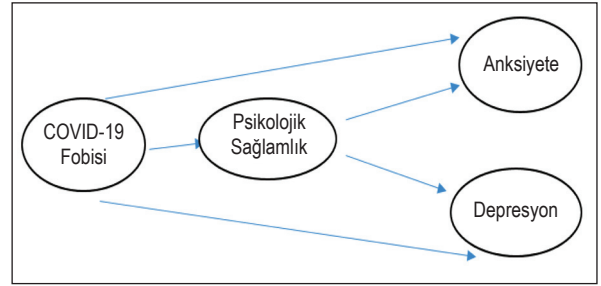 COVID-19
Fobisi
Psikolojik
Sağlamlık
Anksiyete
Depresyon